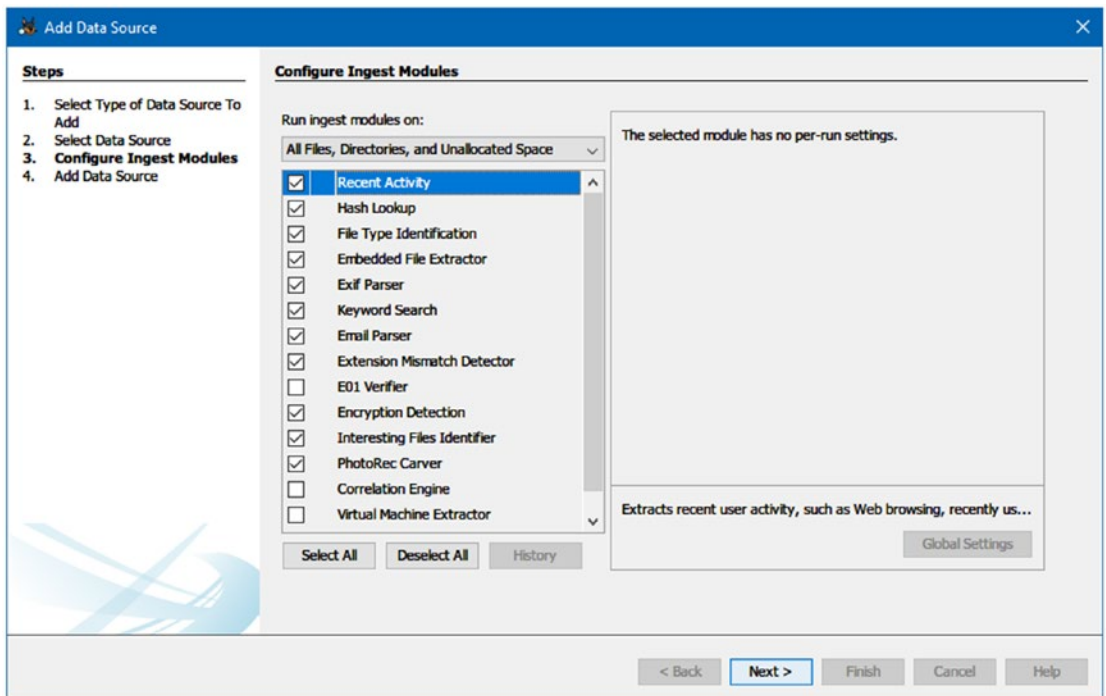 Add Data Source
Steps
1. Select Type of Data Source To
Add
2. Select Data Source
3. Configure Ingest Modules
4. Add Data Source
Configure Ingest Modules
Run ingest modules on:
All Files, Directories, and Unallocated Space
Recent Activity
Hash Lookup
File Type Identification
Embedded File Extractor
Exif Parser
Keyword Search
Email Parser
Extension Mismatch Detector
E01 Verifier
Encryption Detection
Interesting Files Identifier
PhotoRec Carver
Correlation Engine
Virtual Machine Extractor
Select All
Deselect All
History
The selected module has no per-run settings.
Extracts recent user activity, such as Web browsing, recently us...
Global Settings
< Back
Next >
Finish
Cancel
Help